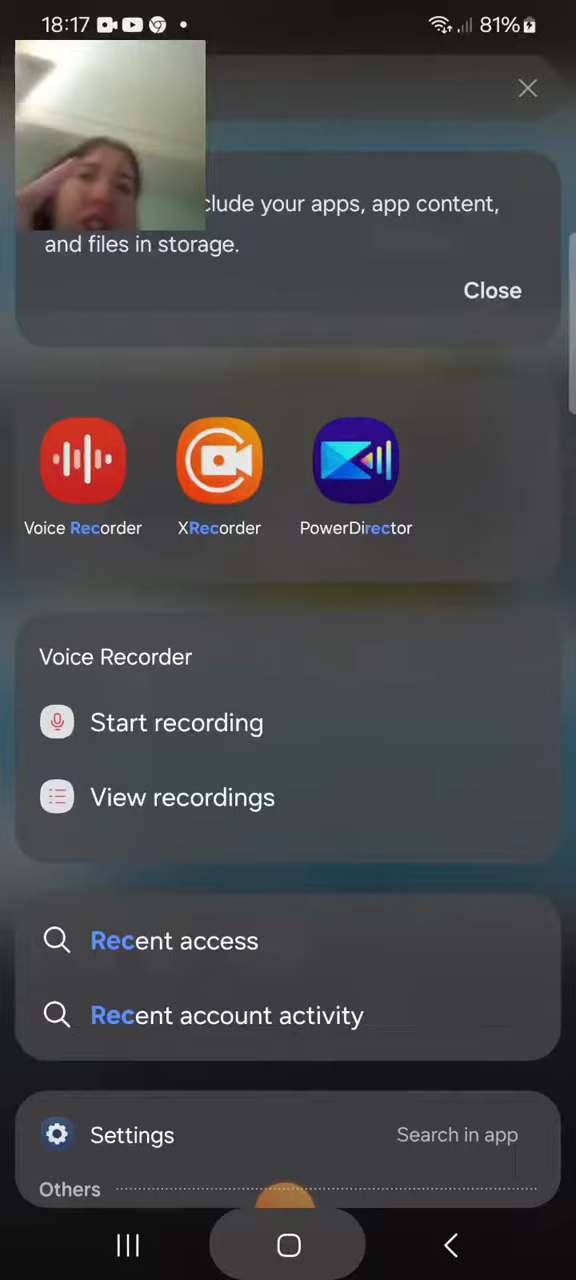 18:17
81%
clude your apps, app content,
and files in storage.
Close
Voice Recorder
XRecorder
PowerDirector
Voice Recorder
Start recording
View recordings
Recent access
Recent account activity
Settings
Search in app
Others